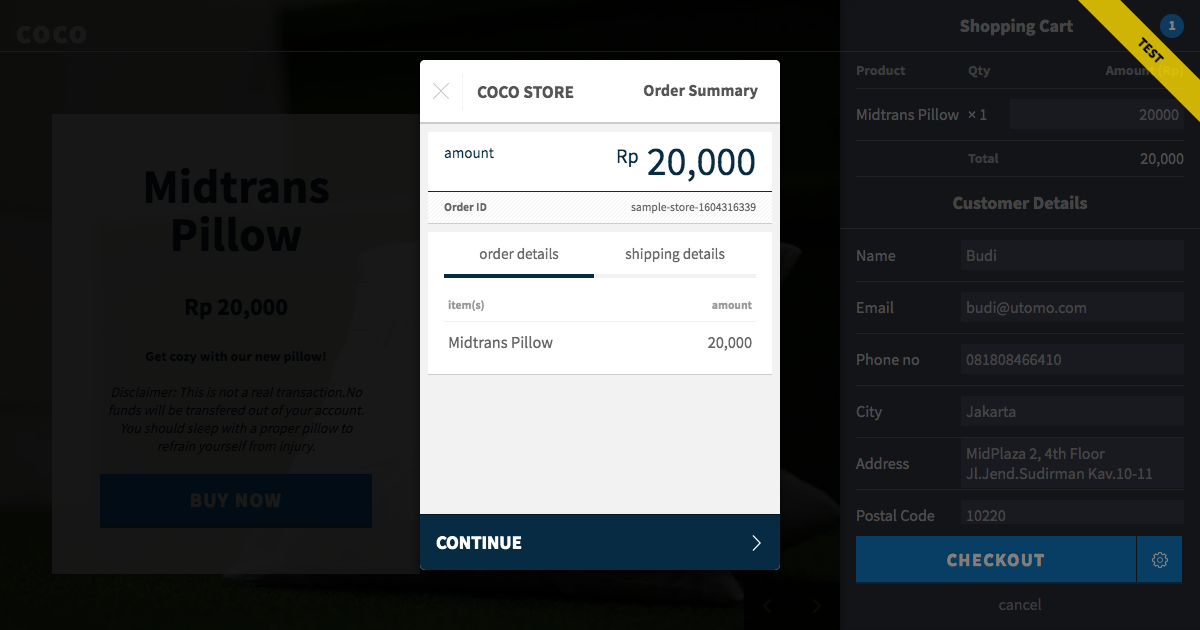 COCO
Midtrans
Pillow
Rp 20,000
Get cozy with our new pillow!
Disclaimer: This is not a real transaction.No
funds will be transfered out of your account.
You should sleep with a proper pillow to
refrain yourself from injury.
BUY NOW
COCO STORE
Order Summary
amount
Rp 20,000
Order ID
sample-store-1604316339
order details
shipping details
item(s)
amount
Midtrans Pillow
20,000
CONTINUE
Shopping Cart
1
TEST
Product
Qty
Amount (Rp)
Midtrans Pillow
× 1
20000
Total
20,000
Customer Details
Name
Budi
Email
budi@utomo.com
Phone no
081808466410
City
Jakarta
Address
MidPlaza 2, 4th Floor
Jl.Jend.Sudirman Kav.10-11
Postal Code
10220
CHECKOUT
cancel